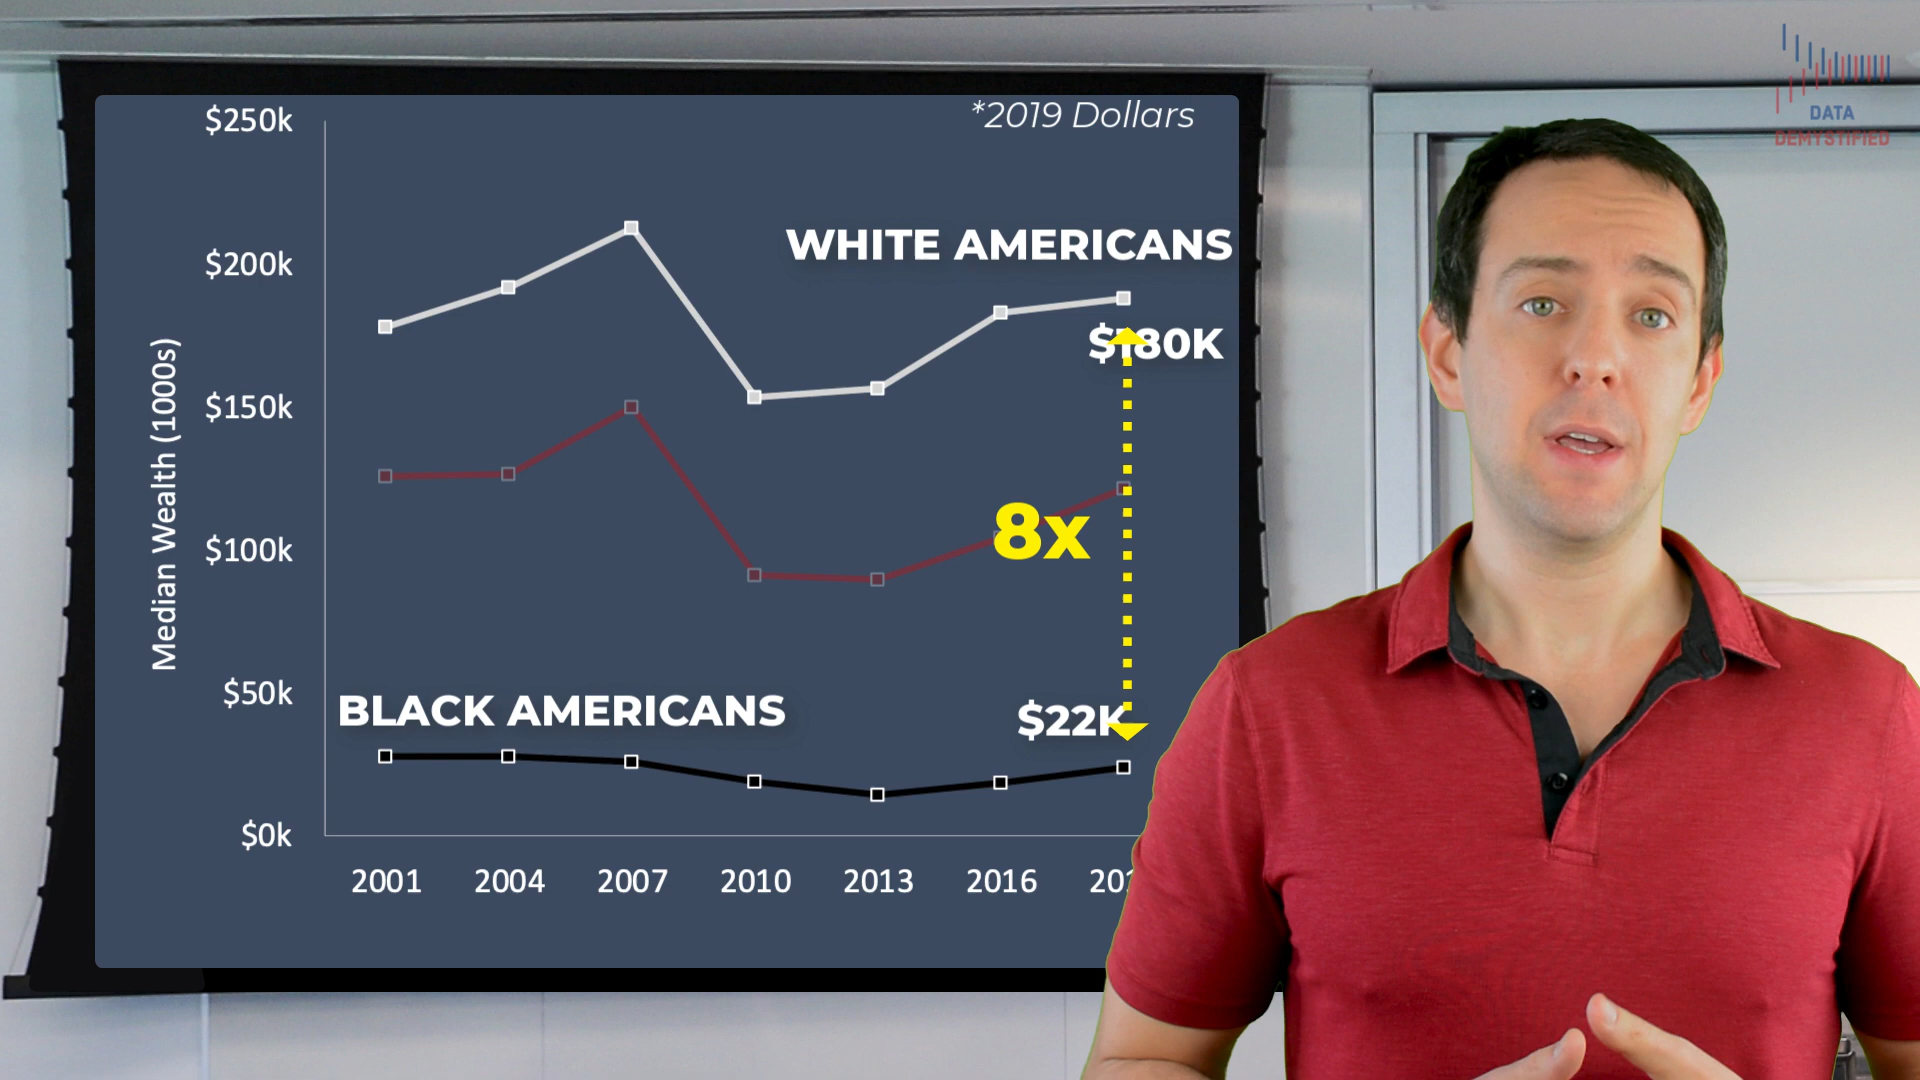 $250k
*2019 Dollars
DATA
DEMYSTIFIED
WHITE AMERICANS
$200k
$180K
$150k
Median Wealth (1000s)
8x
$100k
$50k
BLACK AMERICANS
$22K
$0k
2001 2004 2007 2010 2013 2016